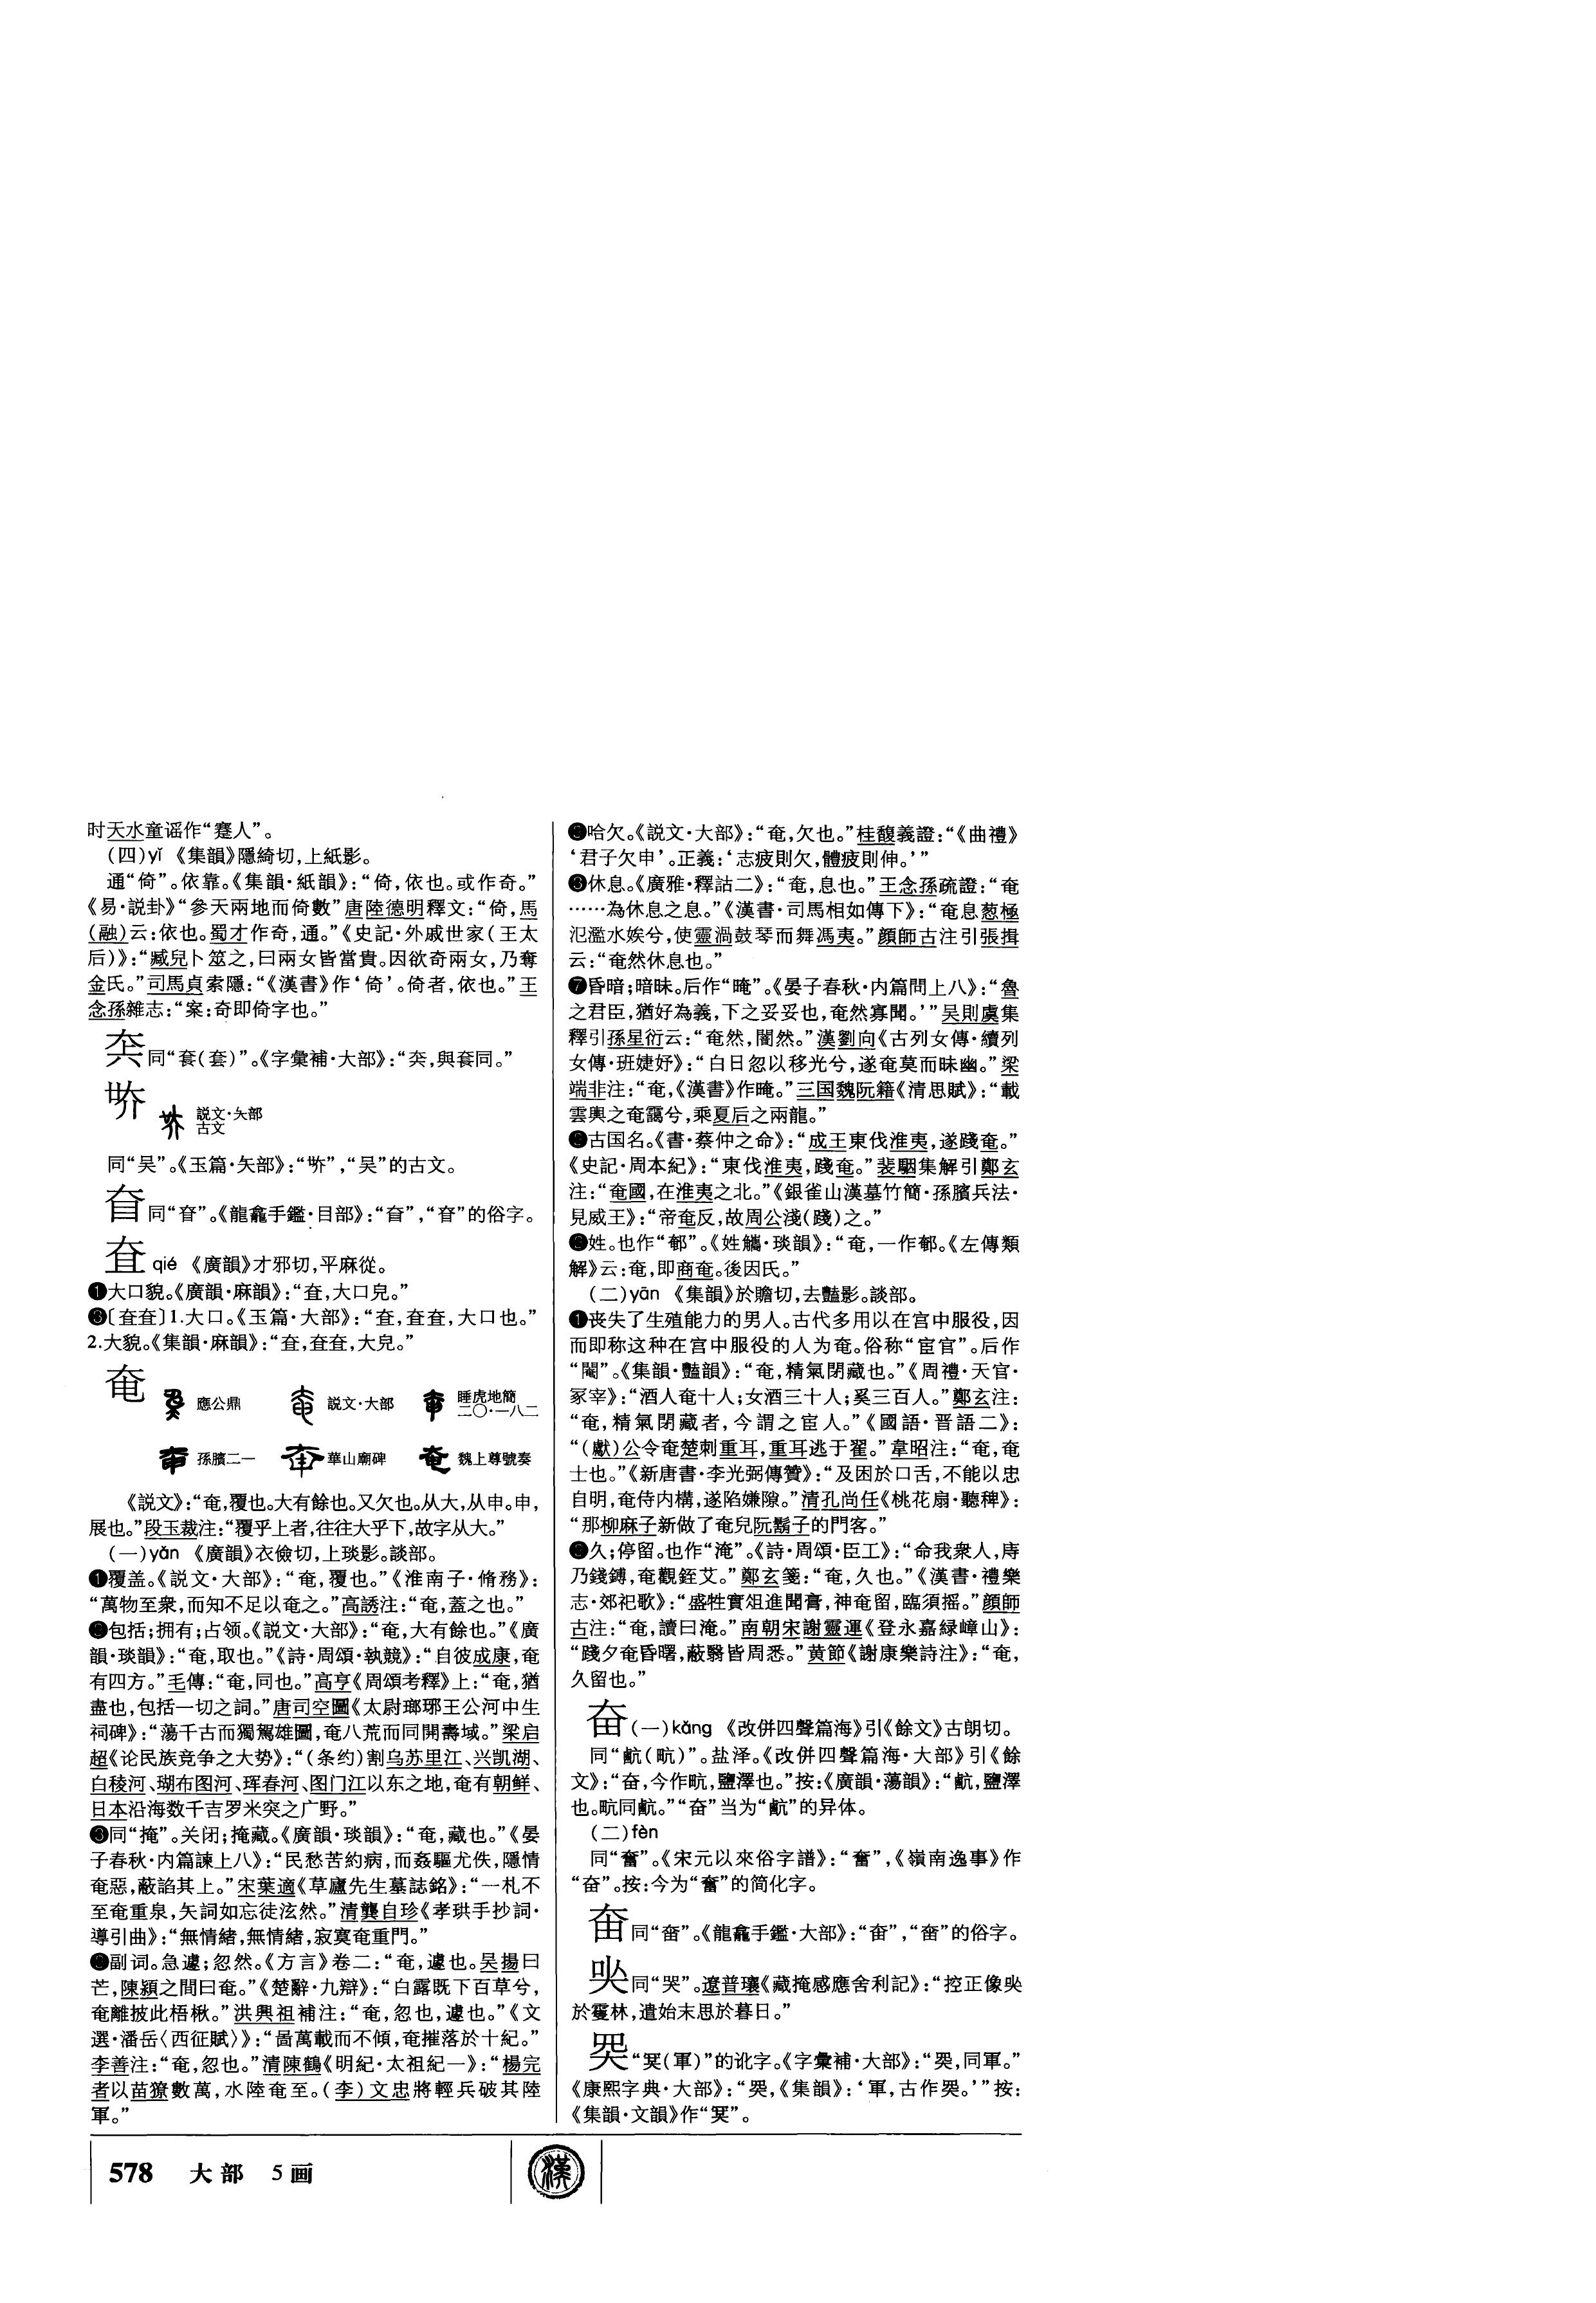 时天水童谣作“蹇人”。
(四)yǐ 《集韻》隱綺切，上紙影。
通“倚”。依靠。《集韻·紙韻》：“倚，依也。或作奇。”
《易·説卦》“參天兩地而倚數”唐陸德明釋文：“倚，馬
(融)云：依也。蜀才作奇，通。”《史記·外戚世家(王太
后)》：“臧兒卜筮之，曰兩女皆當貴。因欲奇兩女，乃奪
金氏。”司馬貞索隱：“《漢書》作‘倚’。倚者，依也。”王
念孫雜志：“案：奇即倚字也。”
同“套(套)”。《字彙補·大部》：“，與套同。”
説文·夨部
古文
同“吴”。《玉篇·夨部》：“”，“吴”的古文。
同“”。《龍龕手鑑·目部》：“”，“”的俗字。
查 qié 《廣韻》才邪切，平麻從。
❶大口貌。《廣韻·麻韻》：“，大口皃。”
〔〕1.大口。《玉篇·大部》：“，，大口也。”
2.大貌。《集韻·麻韻》：“，，大皃。”
奄 應公鼎 説文·大部 睡虎地簡二〇·一八二
孫臏二一 華山廟碑 魏上尊號奏
《説文》：“奄，覆也。大有餘也。又欠也。从大，从申。申，
展也。”段玉裁注：“覆乎上者，往往大乎下，故字从大。”
(一)yǎn 《廣韻》衣儉切，上琰影。談部。
❶覆盖。《説文·大部》：“奄，覆也。”《淮南子·脩務》：
“萬物至衆，而知不足以奄之。”高誘注：“奄，蓋之也。”
❷包括；拥有；占领。《説文·大部》：“奄，大有餘也。”《廣
韻·琰韻》：“奄，取也。”《詩·周頌·執競》：“自彼成康，奄
有四方。”毛傳：“奄，同也。”高亨《周頌考釋》上：“奄，猶
盡也，包括一切之詞。”唐司空圖《太尉瑯琊王公河中生
祠碑》：“蕩千古而獨駕雄圖，奄八荒而同開壽域。”梁启
超《论民族竞争之大势》：“(条约)割乌苏里江、兴凯湖、
白稜河、瑚布图河、珲春河、图门江以东之地，奄有朝鲜、
日本沿海数千吉罗米突之广野。”
❸同“掩”。关闭；掩藏。《廣韻·琰韻》：“奄，藏也。”《晏
子春秋·内篇諫上八》：“民愁苦約病，而姦驅尤佚，隱情
奄惡，蔽諂其上。”宋葉適《草廬先生墓誌銘》：“一札不
至奄重泉，矢詞如忘徒泫然。”清龔自珍《孝珙手抄詞·
導引曲》：“無情緒，無情緒，寂寞奄重門。”
副词。急遽；忽然。《方言》卷二：“奄，遽也。吴揚曰
芒，陳潁之間曰奄。”《楚辭·九辯》：“白露既下百草兮，
奄離披此梧楸。”洪興祖補注：“奄，忽也，遽也。”《文
選·潘岳〈西征賦〉》：“啚萬載而不傾，奄摧落於十紀。”
李善注：“奄，忽也。”清陳鶴《明紀·太祖紀一》：“楊完
者以苗獠數萬，水陸奄至。(李)文忠將輕兵破其陸
軍。”
哈欠。《説文·大部》：“奄，欠也。”桂馥義證：“《曲禮》
‘君子欠申’。正義：‘志疲則欠，體疲則伸。’”
休息。《廣雅·釋詁二》：“奄，息也。”王念孫疏證：“奄
……為休息之息。”《漢書·司馬相如傳下》：“奄息葱極
氾濫水娭兮，使靈渦鼓琴而舞馮夷。”顔師古注引張揖
云：“奄然休息也。”
❼昏暗；暗昧。后作“晻”。《晏子春秋·内篇問上八》：“魯
之君臣，猶好為義，下之妥妥也，奄然寡聞。’”吴則虞集
釋引孫星衍云：“奄然，闇然。”漢劉向《古列女傳·續列
女傳·班婕妤》：“白日忽以移光兮，遂奄莫而昧幽。”梁
端非注：“奄，《漢書》作晻。”三国魏阮籍《清思賦》：“載
雲輿之奄靄兮，乘夏后之兩龍。”
古国名。《書·蔡仲之命》：“成王東伐淮夷，遂踐奄。”
《史記·周本紀》：“東伐淮夷，踐奄。”裴駰集解引鄭玄
注：“奄國，在淮夷之北。”《銀雀山漢墓竹簡·孫臏兵法·
見威王》：“帝奄反，故周公淺(踐)之。”
姓。也作“郁”。《姓觿·琰韻》：“奄，一作郁。《左傳類
解》云：奄，即商奄。後因氏。”
(二)yān 《集韻》於贍切，去豔影。談部。
❶丧失了生殖能力的男人。古代多用以在宫中服役，因
而即称这种在宫中服役的人为奄。俗称“宦官”。后作
“閹”。《集韻·豔韻》：“奄，精氣閉藏也。”《周禮·天官·
冢宰》：“酒人奄十人；女酒三十人；奚三百人。”鄭玄注：
“奄，精氣閉藏者，今謂之宦人。”《國語·晋語二》：
“(獻)公令奄楚刺重耳，重耳逃于翟。”韋昭注：“奄，奄
士也。”《新唐書·李光弼傳贊》：“及困於口舌，不能以忠
自明，奄侍内構，遂陷嫌隙。”清孔尚任《桃花扇·聽稗》：
“那柳麻子新做了奄兒阮鬍子的門客。”
久；停留。也作“淹”。《詩·周頌·臣工》：“命我衆人，庤
乃錢鎛，奄觀銍艾。”鄭玄箋：“奄，久也。”《漢書·禮樂
志·郊祀歌》：“盛牲實俎進聞膏，神奄留，臨須摇。”顔師
古注：“奄，讀曰淹。”南朝宋謝靈運《登永嘉緑嶂山》：
“踐夕奄昏曙，蔽翳皆周悉。”黄節《謝康樂詩注》：“奄，
久留也。”
奋 (一)kǎng 《改併四聲篇海》引《餘文》古朗切。
同“䴚(㽘)”。盐泽。《改併四聲篇海·大部》引《餘
文》：“奋，今作㽘，鹽澤也。”按：《廣韻·蕩韻》：“䴚，鹽澤
也。㽘同䴚。”“奋”当为“䴚”的异体。
(二)fèn
同“奮”。《宋元以來俗字譜》：“奮”，《嶺南逸事》作
“奋”。按：今为“奮”的简化字。
同“畬”。《龍龕手鑑·大部》：“”，“畬”的俗字。
同“哭”。遼普瓌《藏掩感應舍利記》：“控正像
於䨥林，遣始末思於暮日。”
“(軍)”的讹字。《字彙補·大部》：“，同軍。”
《康熙字典·大部》：“，《集韻》：‘軍，古作。’”按：
《集韻·文韻》作“”。
578 大部 5画
漢